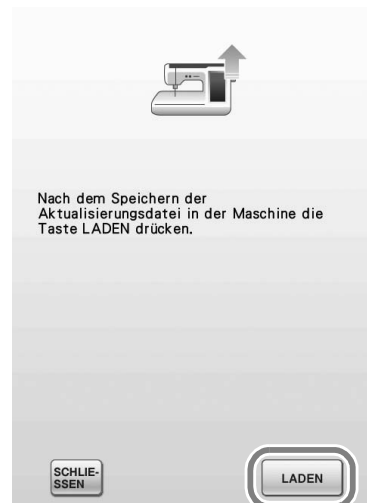 Nach dem Speichern der
Aktualisierungsdatei in der Maschine die
Taste LADEN drücken.
SCHLIE-
SSEN
LADEN